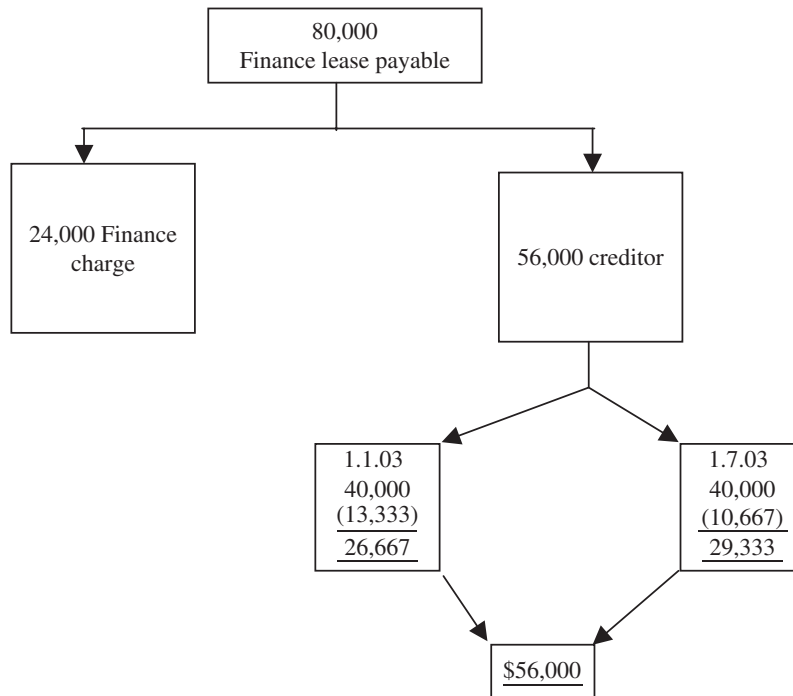 80,000
Finance lease payable
24,000 Finance
charge
56,000 creditor
1.1.03
40,000
(13,333)
26,667
1.7.03
40,000
(10,667)
29,333
$56,000